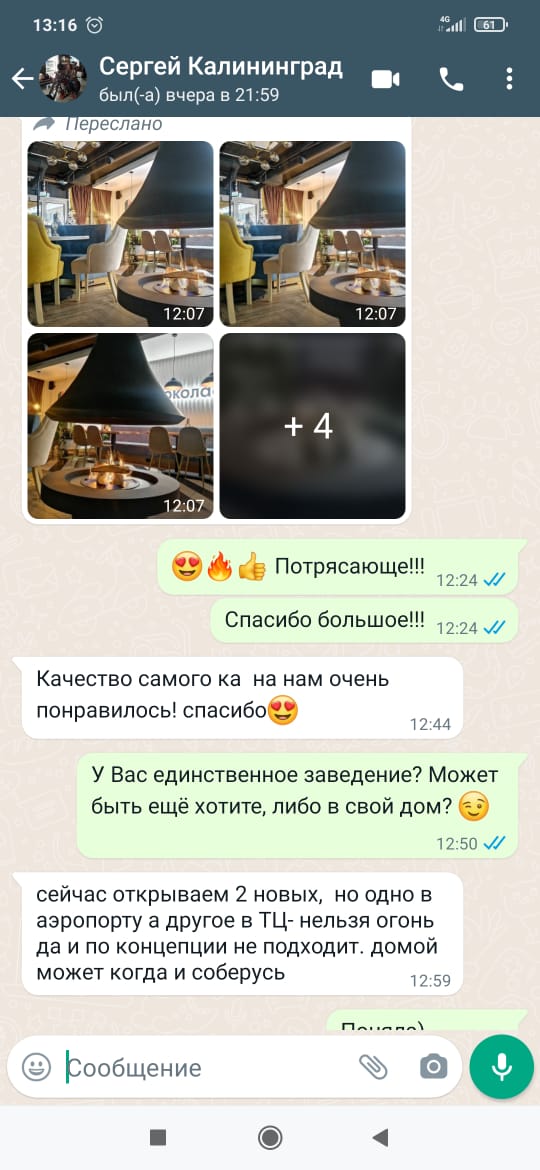 13:16
4G
61
Сергей Калининград
был(-а) вчера в 21:59
Переслано
12:07
12:07
окола
12:07
+ 4
😍🔥👍 Потрясающе!!!
12:24
Спасибо большое!!!
12:24
Качество самого ка на нам очень
понравилось! спасибо😍
12:44
У Вас единственное заведение? Может
быть ещё хотите, либо в свой дом? 😉
12:50
сейчас открываем 2 новых, но одно в
аэропорту а другое в ТЦ- нельзя огонь
да и по концепции не подходит. домой
может когда и соберусь
12:59
Сообщение